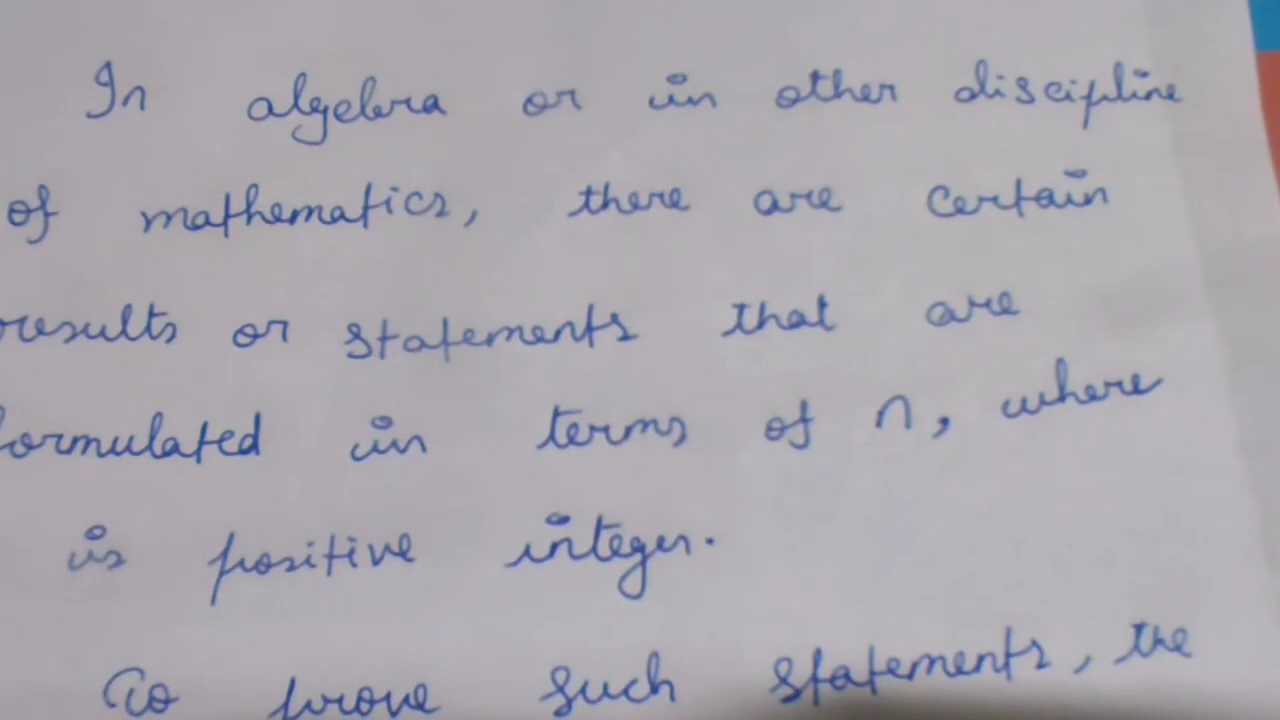 In algebra or in other discipline
of mathematics, there are certain
results or statements that are
formulated in terms of n, where
is positive integer.
To prove such statements, the